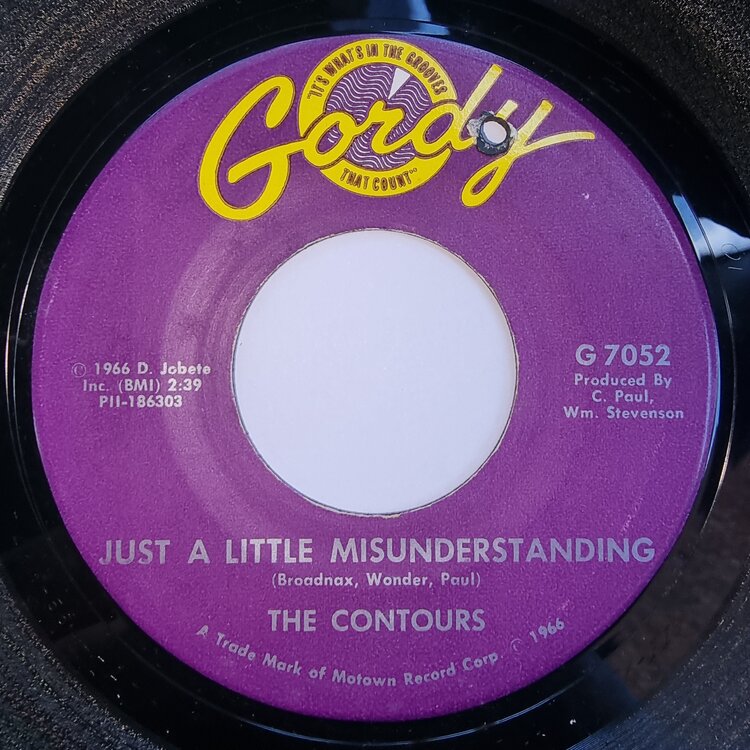 "IT'S WHAT'S IN THE GROOVES
Gordy
THAT COUNT"
℗ 1966 D. Jobete
Inc. (BMI) 2:39
PII-186303
G 7052
Produced By
C. Paul,
Wm. Stevenson
JUST A LITTLE MISUNDERSTANDING
(Broadnax, Wonder, Paul)
THE CONTOURS
A Trade Mark of Motown Record Corp. © 1966